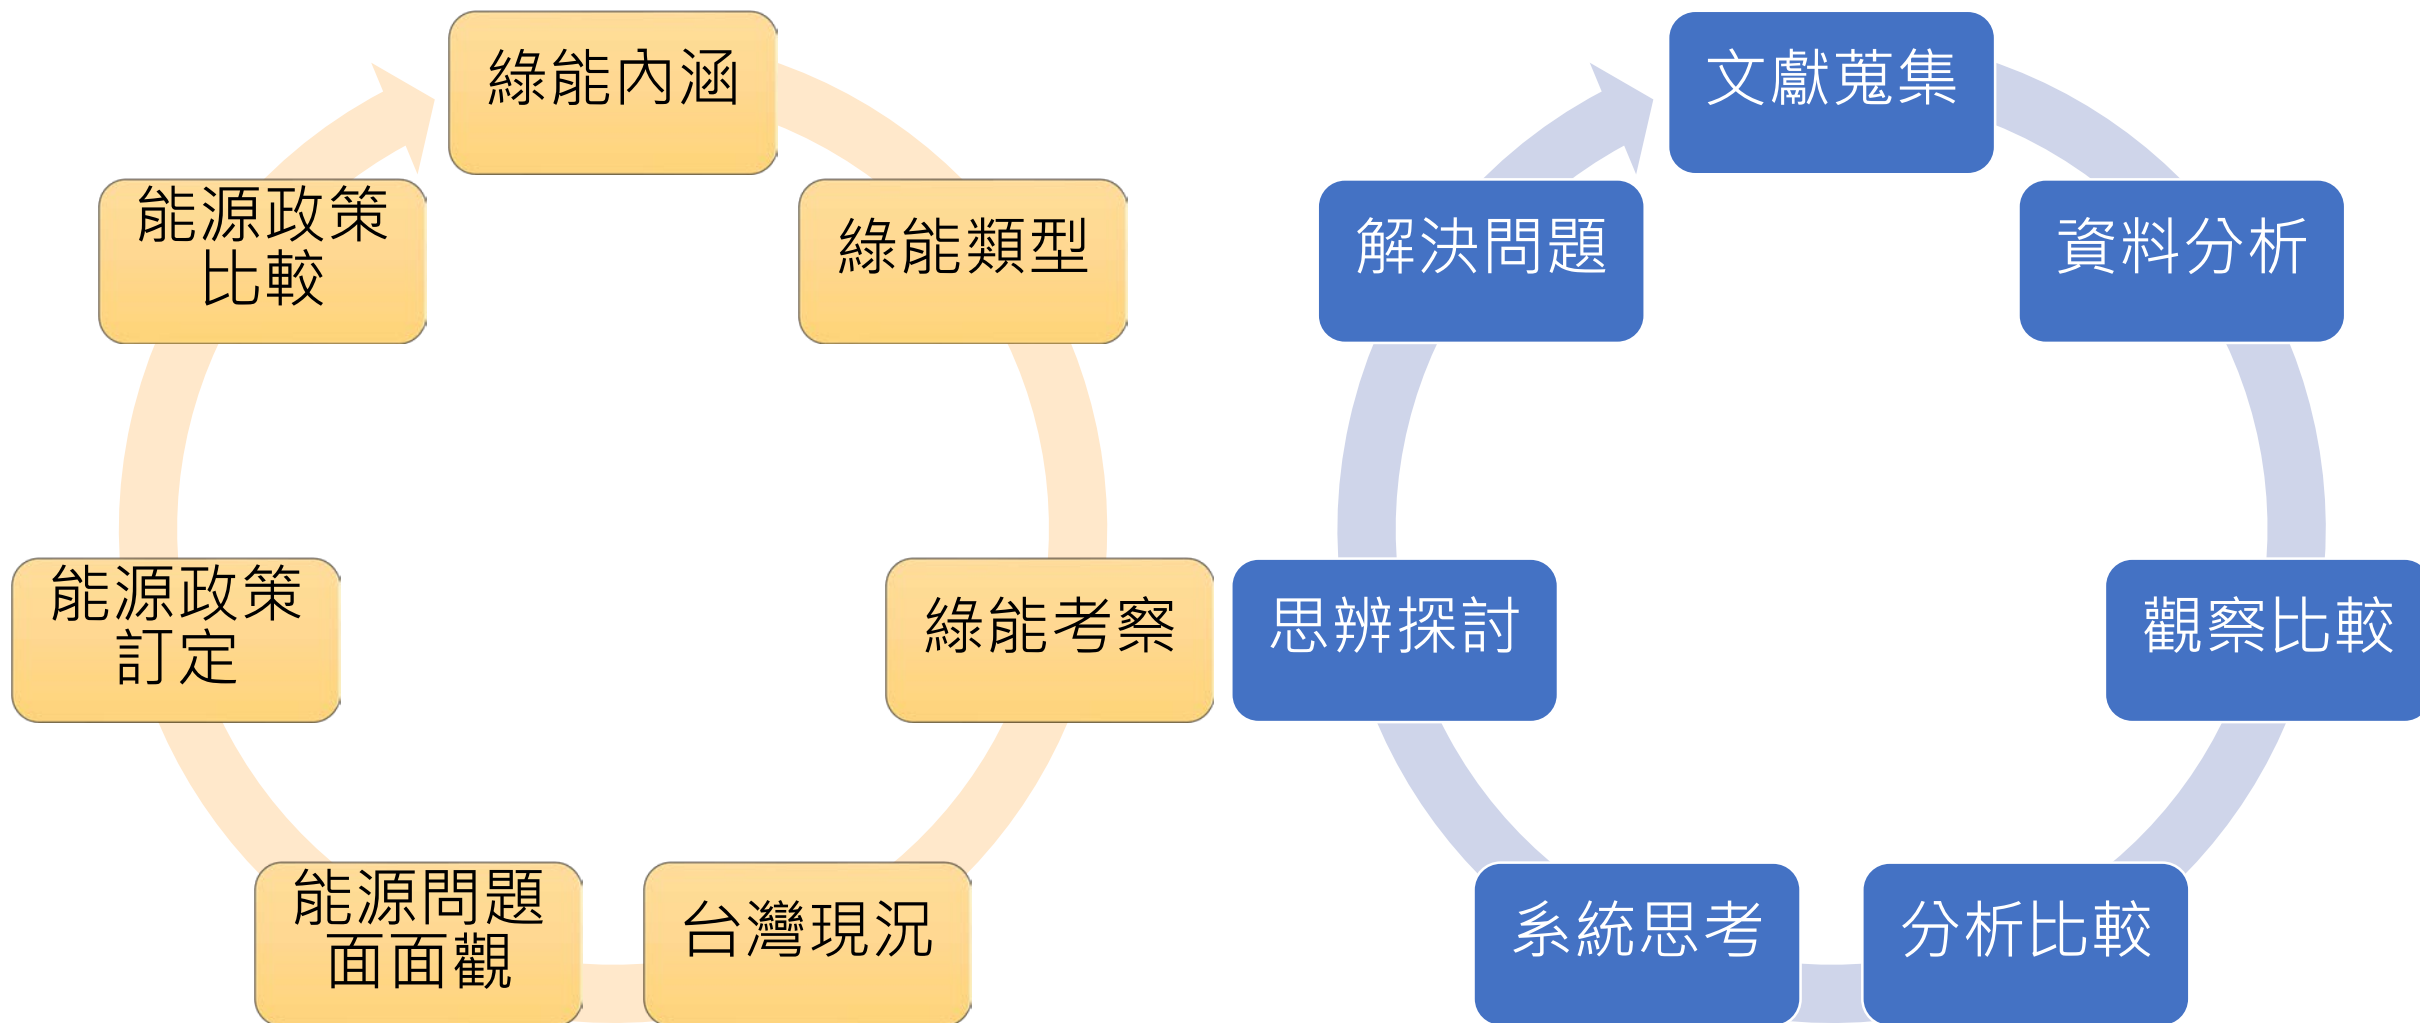 綠能內涵
綠能類型
綠能考察
台灣現況
能源問題
面面觀
能源政策
訂定
能源政策
比較
文獻蒐集
資料分析
觀察比較
分析比較
系統思考
思辨探討
解決問題